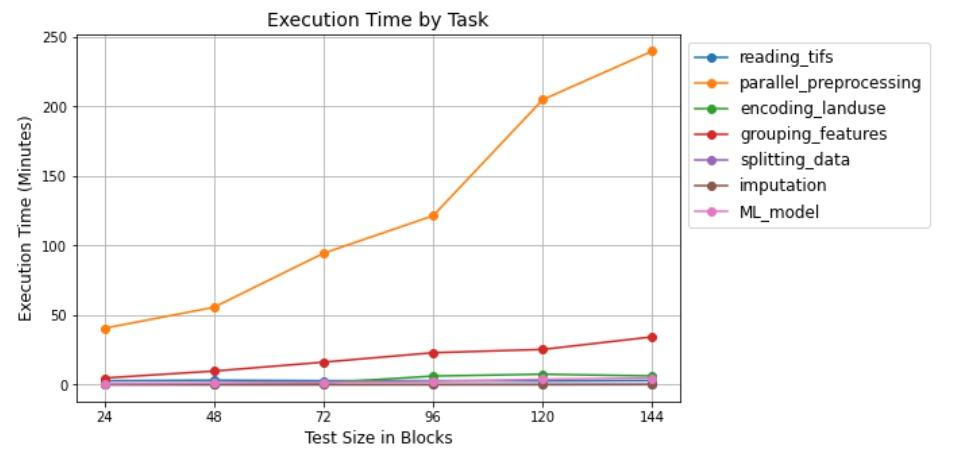 Execution Time by Task
Execution Time (Minutes)
250
200
150
100
50
0
24 48 72 96 120 144
Test Size in Blocks
reading_tifs
parallel_preprocessing
encoding_landuse
grouping_features
splitting_data
imputation
ML_model